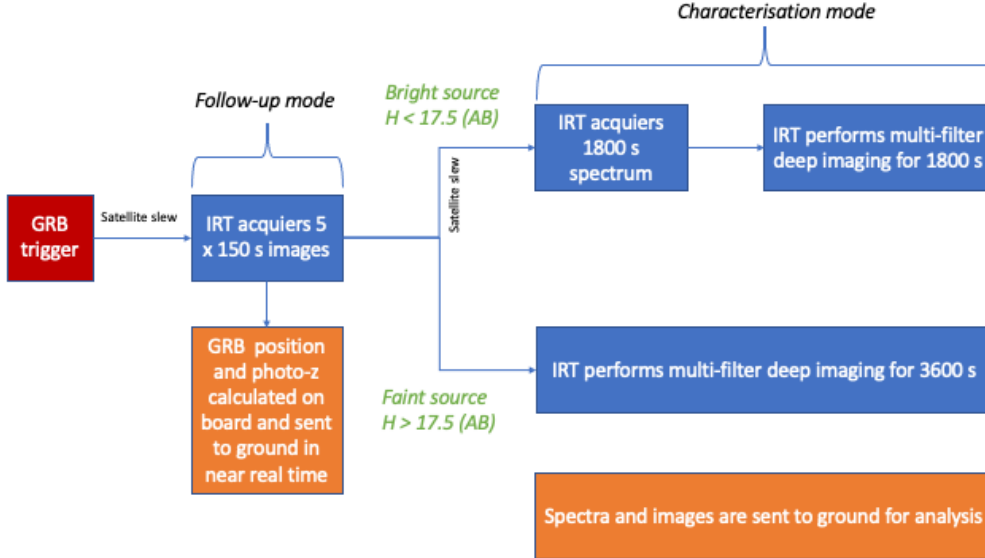 Characterisation mode
Follow-up mode
Bright source
H < 17.5 (AB)
IRT acquiers
1800 s
spectrum
IRT performs multi-filter
deep imaging for 1800 s
GRB
trigger
Satellite slew
IRT acquiers 5
x 150 s images
Satellite slew
GRB position
and photo-z
calculated on
board and sent
to ground in
near real time
Faint source
H > 17.5 (AB)
IRT performs multi-filter deep imaging for 3600 s
Spectra and images are sent to ground for analysis